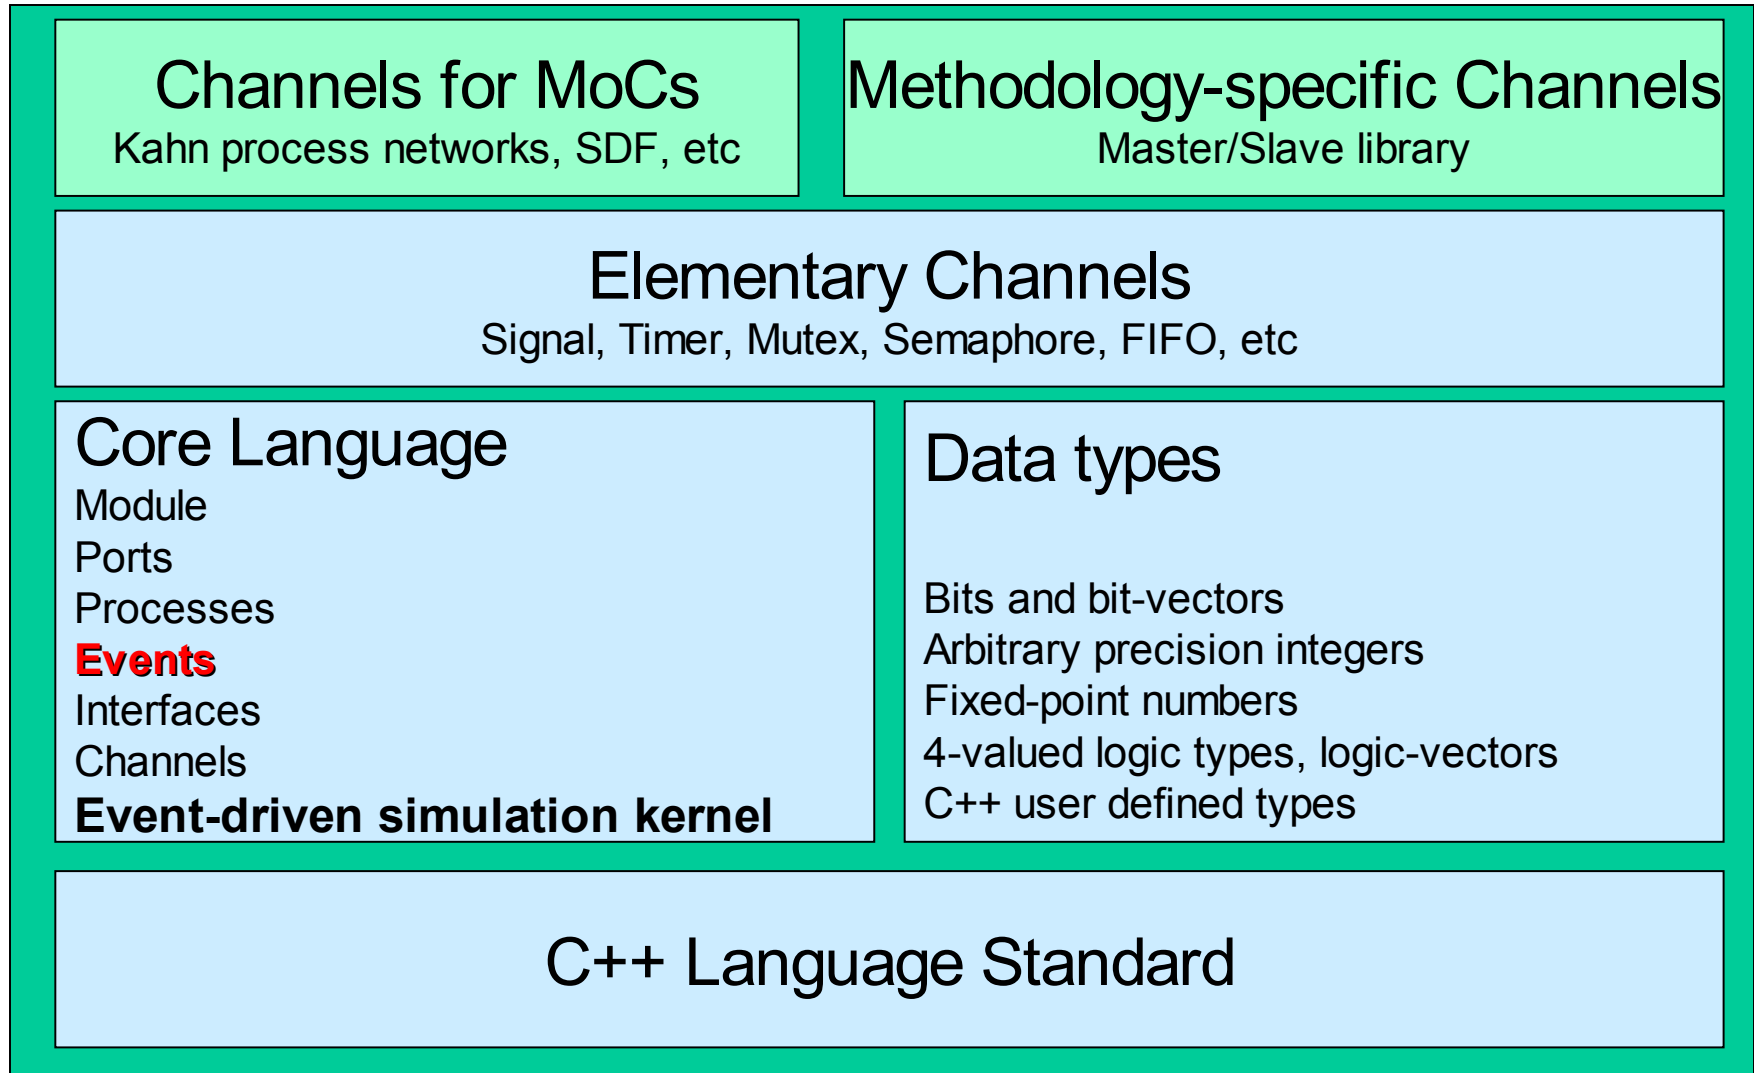 Channels for MoCs
Kahn process networks, SDF, etc
Methodology-specific Channels
Master/Slave library
Elementary Channels
Signal, Timer, Mutex, Semaphore, FIFO, etc
Core Language
Module
Ports
Processes
Events
Interfaces
Channels
Event-driven simulation kernel
Data types
Bits and bit-vectors
Arbitrary precision integers
Fixed-point numbers
4-valued logic types, logic-vectors
C++ user defined types
C++ Language Standard